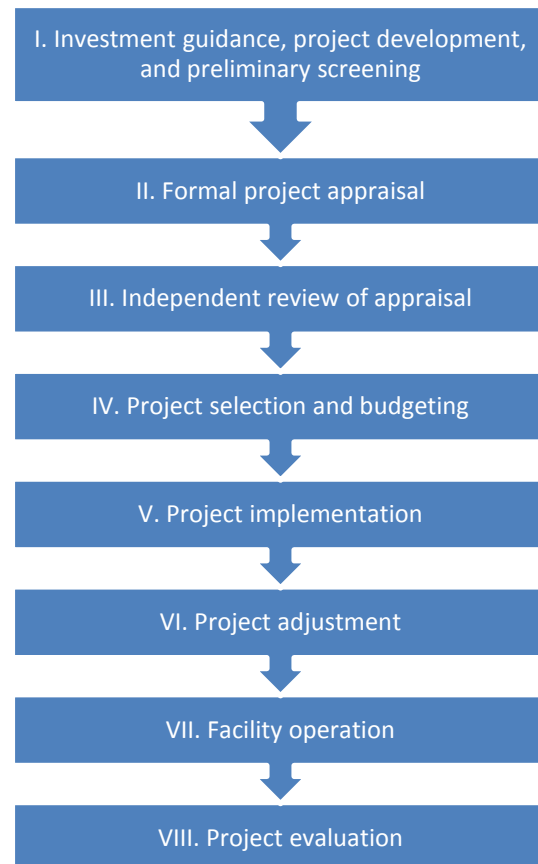 I. Investment guidance, project development,
and preliminary screening
II. Formal project appraisal
III. Independent review of appraisal
IV. Project selection and budgeting
V. Project implementation
VI. Project adjustment
VII. Facility operation
VIII. Project evaluation